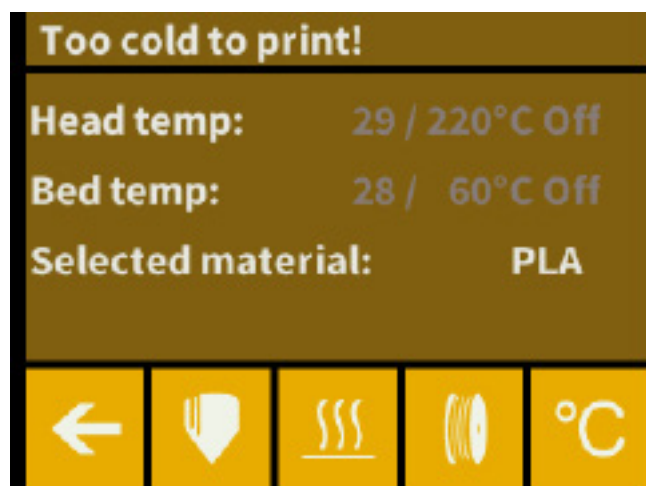 Too cold to print!
Head temp: 29 / 220°C Off
Bed temp: 28 / 60°C Off
Selected material: PLA
°C